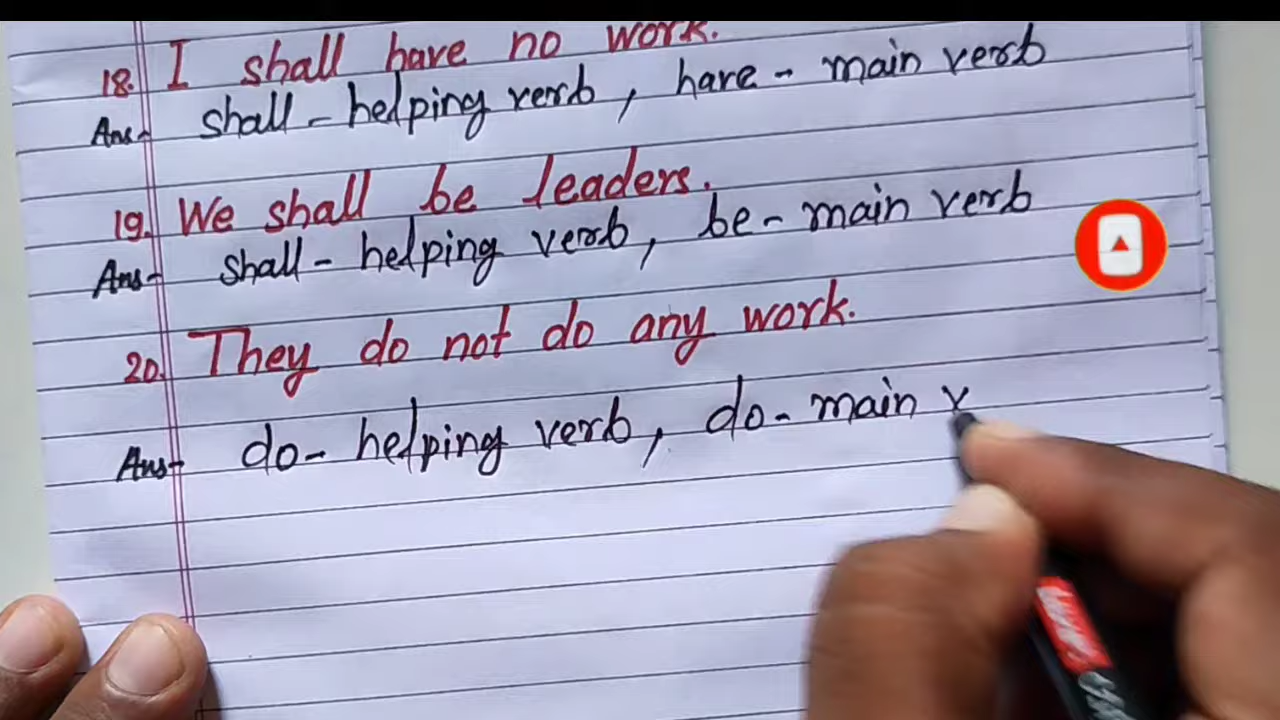 18. I shall have no work.
Ans- shall - helping verb, have - main verb
19. We shall be leaders.
Ans- shall - helping verb, be - main verb
20. They do not do any work.
Ans- do - helping verb, do - main v